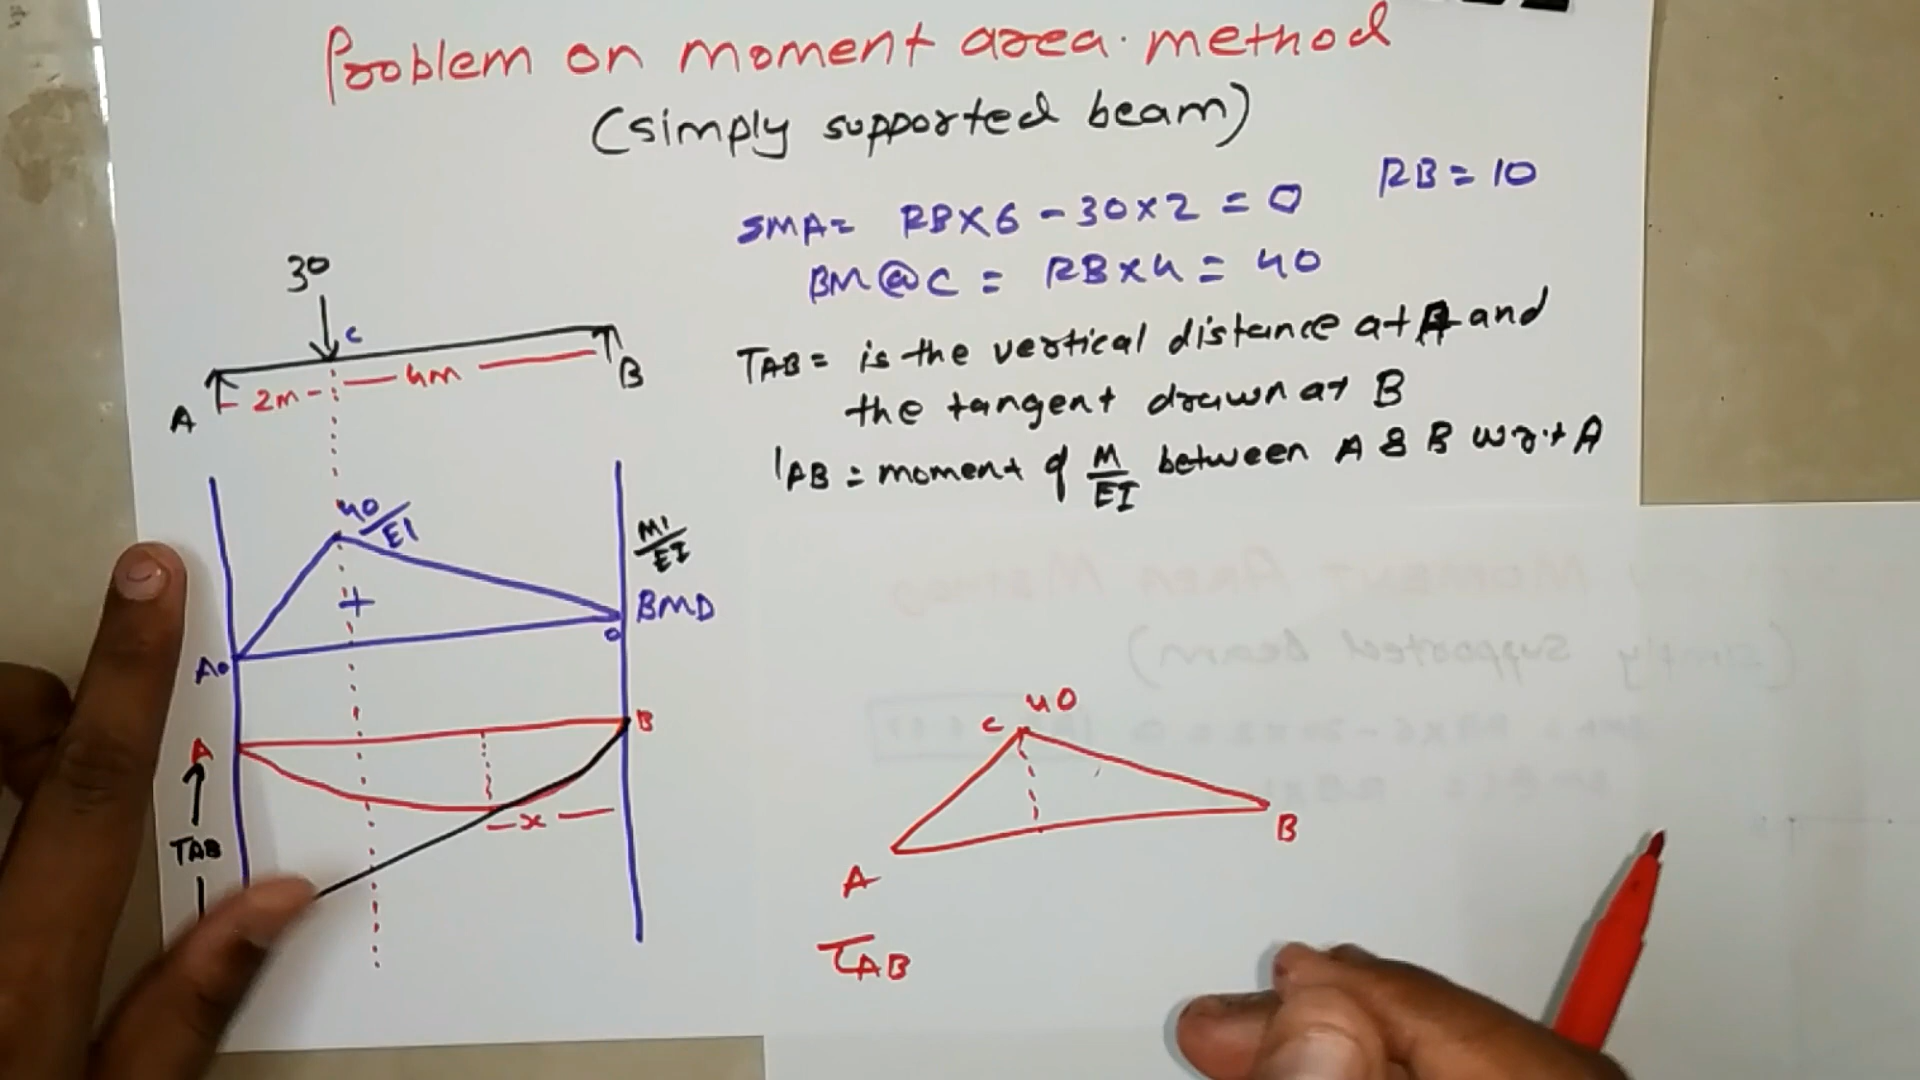 Problem on moment area method
(simply supported beam)
ƩMA= RB×6 - 30×2 = 0
RB = 10
BM@C = RB×4 = 40
TAB = is the vertical distance at A and
the tangent drawn at B
TAB = moment of M/EI between A & B w.r.t A
30
C
2m
4m
A
B
40/EI
M/EI
+
BMD
A0
0
A
B
TAB
x
C
40
A
B
TAB